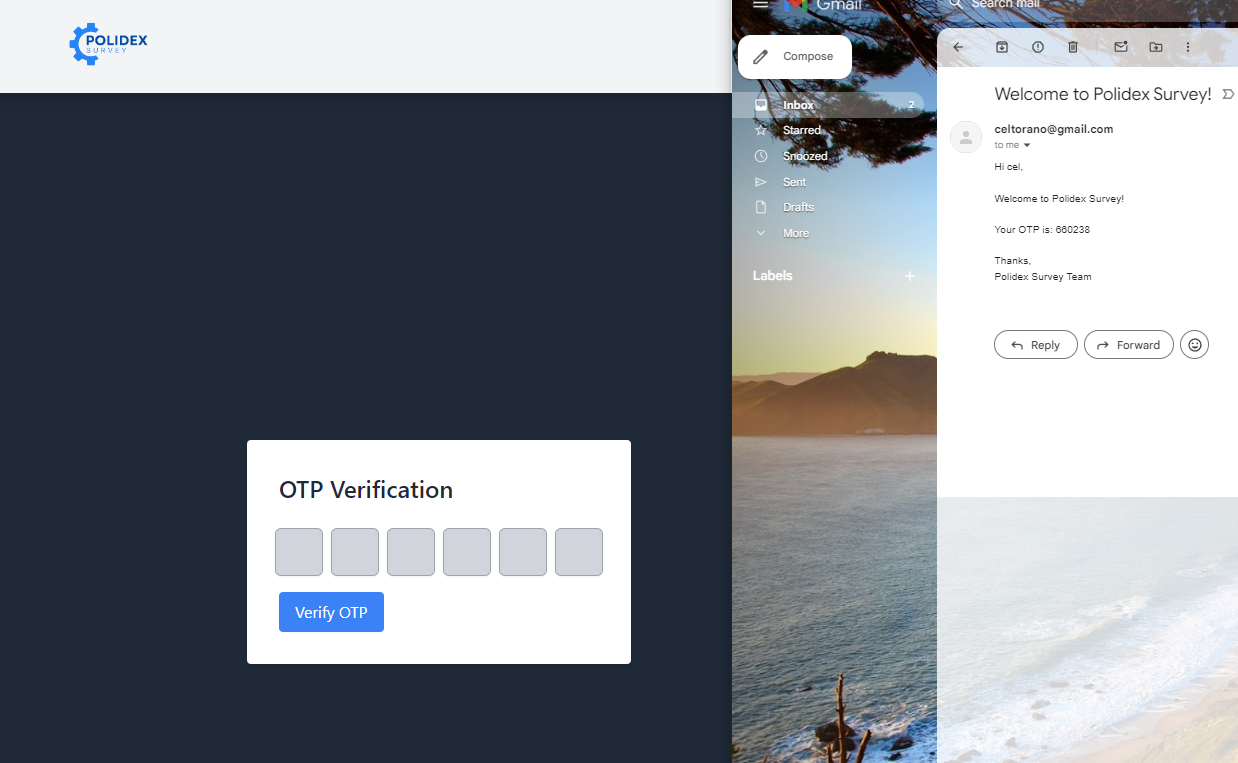 POLIDEX
SURVEY
OTP Verification
Verify OTP
Gmail
Search mail
Compose
Inbox 2
Starred
Snoozed
Sent
Drafts
More
Labels
Welcome to Polidex Survey!
celtorano@gmail.com
to me
Hi cel,
Welcome to Polidex Survey!
Your OTP is: 660238
Thanks,
Polidex Survey Team
Reply
Forward